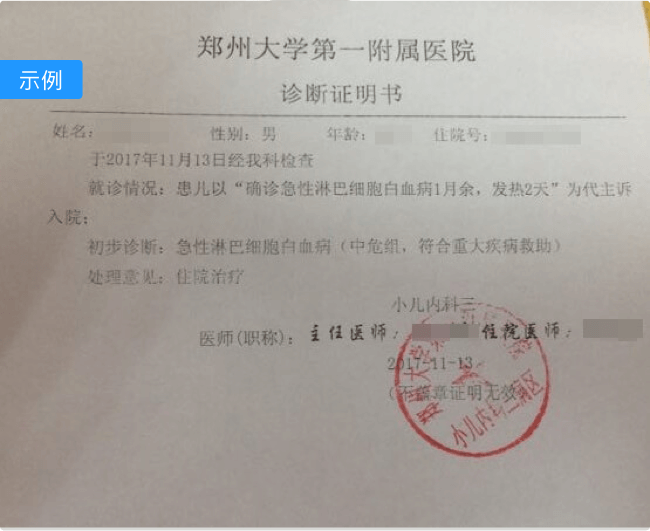 郑州大学第一附属医院
示例
诊断证明书
姓名: 性别: 男 年龄: 住院号:
于2017年11月13日经我科检查
就诊情况: 患儿以“确诊急性淋巴细胞白血病1月余, 发热2天”为代主诉
入院:
初步诊断: 急性淋巴细胞白血病（中危组、符合重大疾病救助）
处理意见: 住院治疗
小儿内科三
医师(职称): 主任医师: 住院医师:
2017-11-13
(不盖章证明无效)
郑州大学第 院
小儿内科三病区